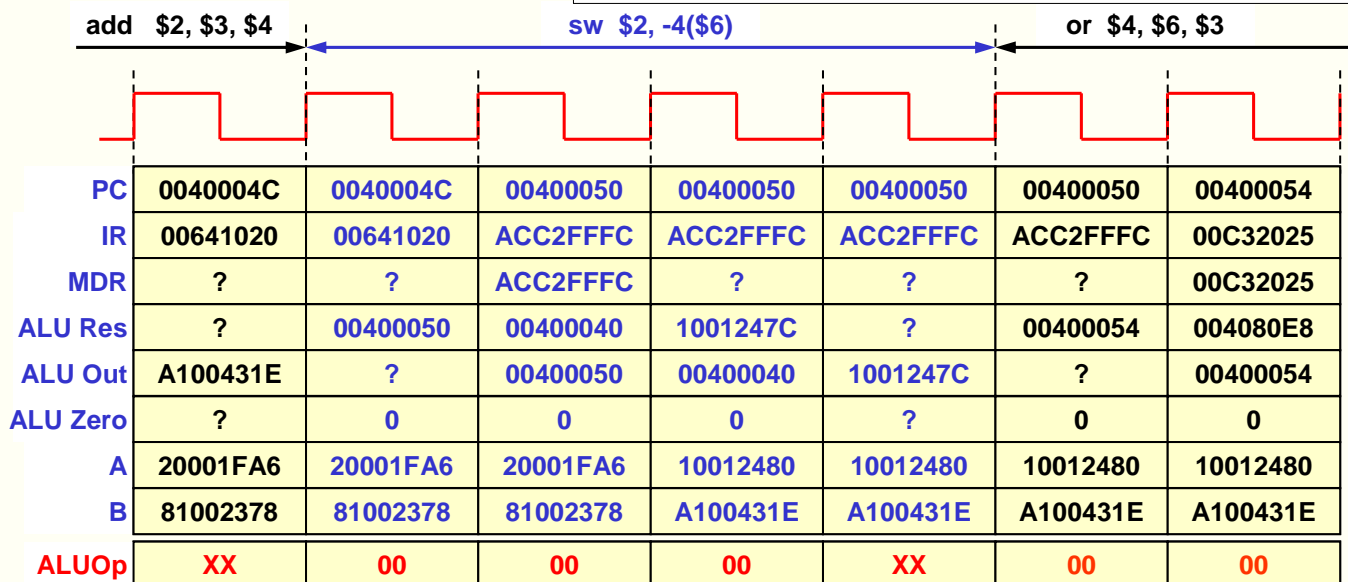 add $2, $3, $4 sw $2, -4($6) or $4, $6, $3
PC 0040004C 0040004C 00400050 00400050 00400050 00400050 00400054
IR 00641020 00641020 ACC2FFFC ACC2FFFC ACC2FFFC ACC2FFFC 00C32025
MDR ? ? ACC2FFFC ? ? ? 00C32025
ALU Res ? 00400050 00400040 1001247C ? 00400054 004080E8
ALU Out A100431E ? 00400050 00400040 1001247C ? 00400054
ALU Zero ? 0 0 0 ? 0 0
A 20001FA6 20001FA6 20001FA6 10012480 10012480 10012480 10012480
B 81002378 81002378 81002378 A100431E A100431E A100431E A100431E
ALUOp XX 00 00 00 XX 00 00